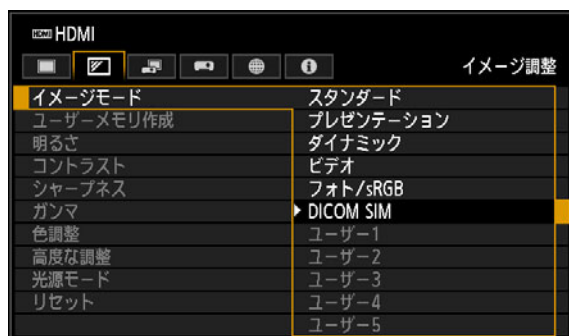 HDMI HDMI
イメージ調整
イメージモード
ユーザーメモリ作成
明るさ
コントラスト
シャープネス
ガンマ
色調整
高度な調整
光源モード
リセット
スタンダード
プレゼンテーション
ダイナミック
ビデオ
フォト/sRGB
DICOM SIM
ユーザー1
ユーザー2
ユーザー3
ユーザー4
ユーザー5